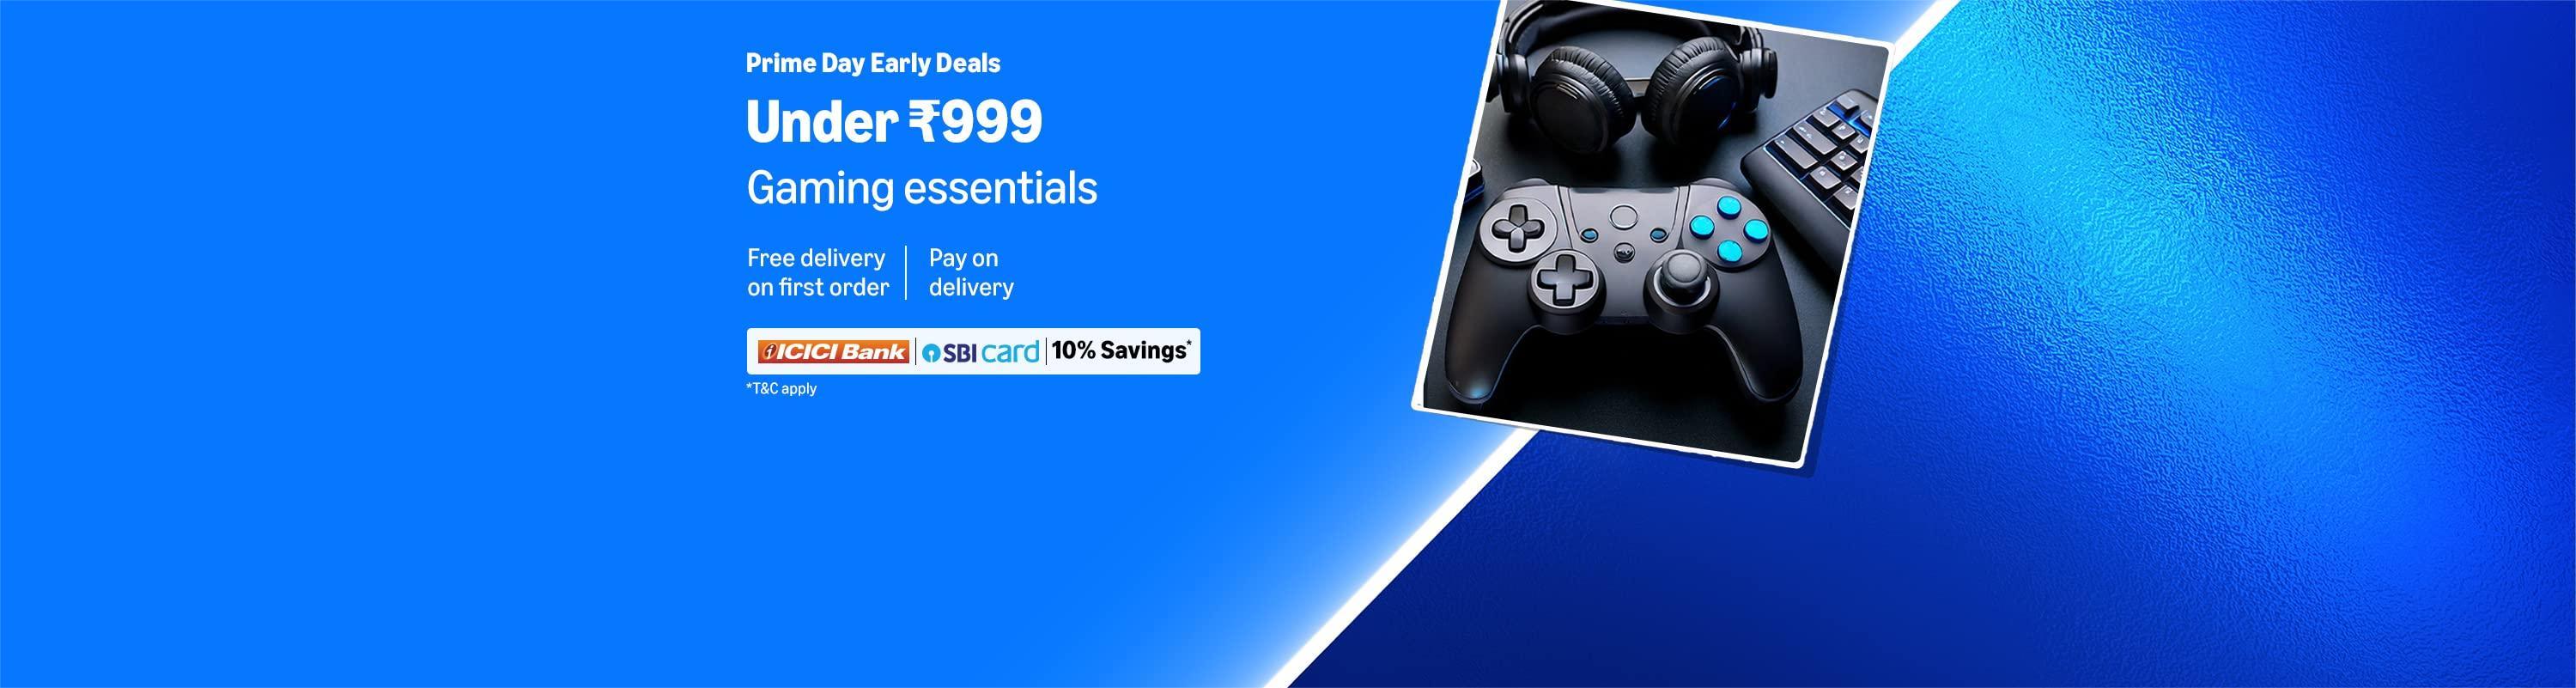 Prime Day Early Deals
Under ₹999
Gaming essentials
Free delivery
on first order
Pay on
delivery
ICICI Bank SBI card 10% Savings*
*T&C apply